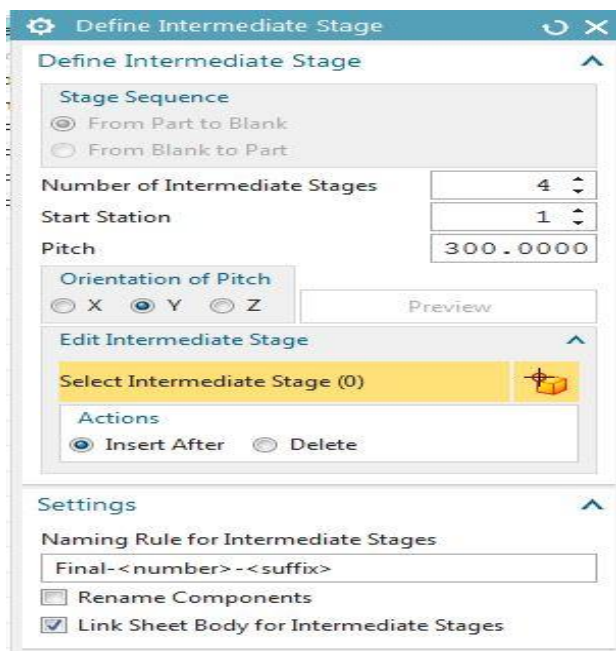 Define Intermediate Stage
Define Intermediate Stage
Stage Sequence
From Part to Blank
From Blank to Part
Number of Intermediate Stages 4
Start Station 1
Pitch 300.0000
Orientation of Pitch
X Y Z Preview
Edit Intermediate Stage
Select Intermediate Stage (0)
Actions
Insert After Delete
Settings
Naming Rule for Intermediate Stages
Final-<number>-<suffix>
Rename Components
Link Sheet Body for Intermediate Stages